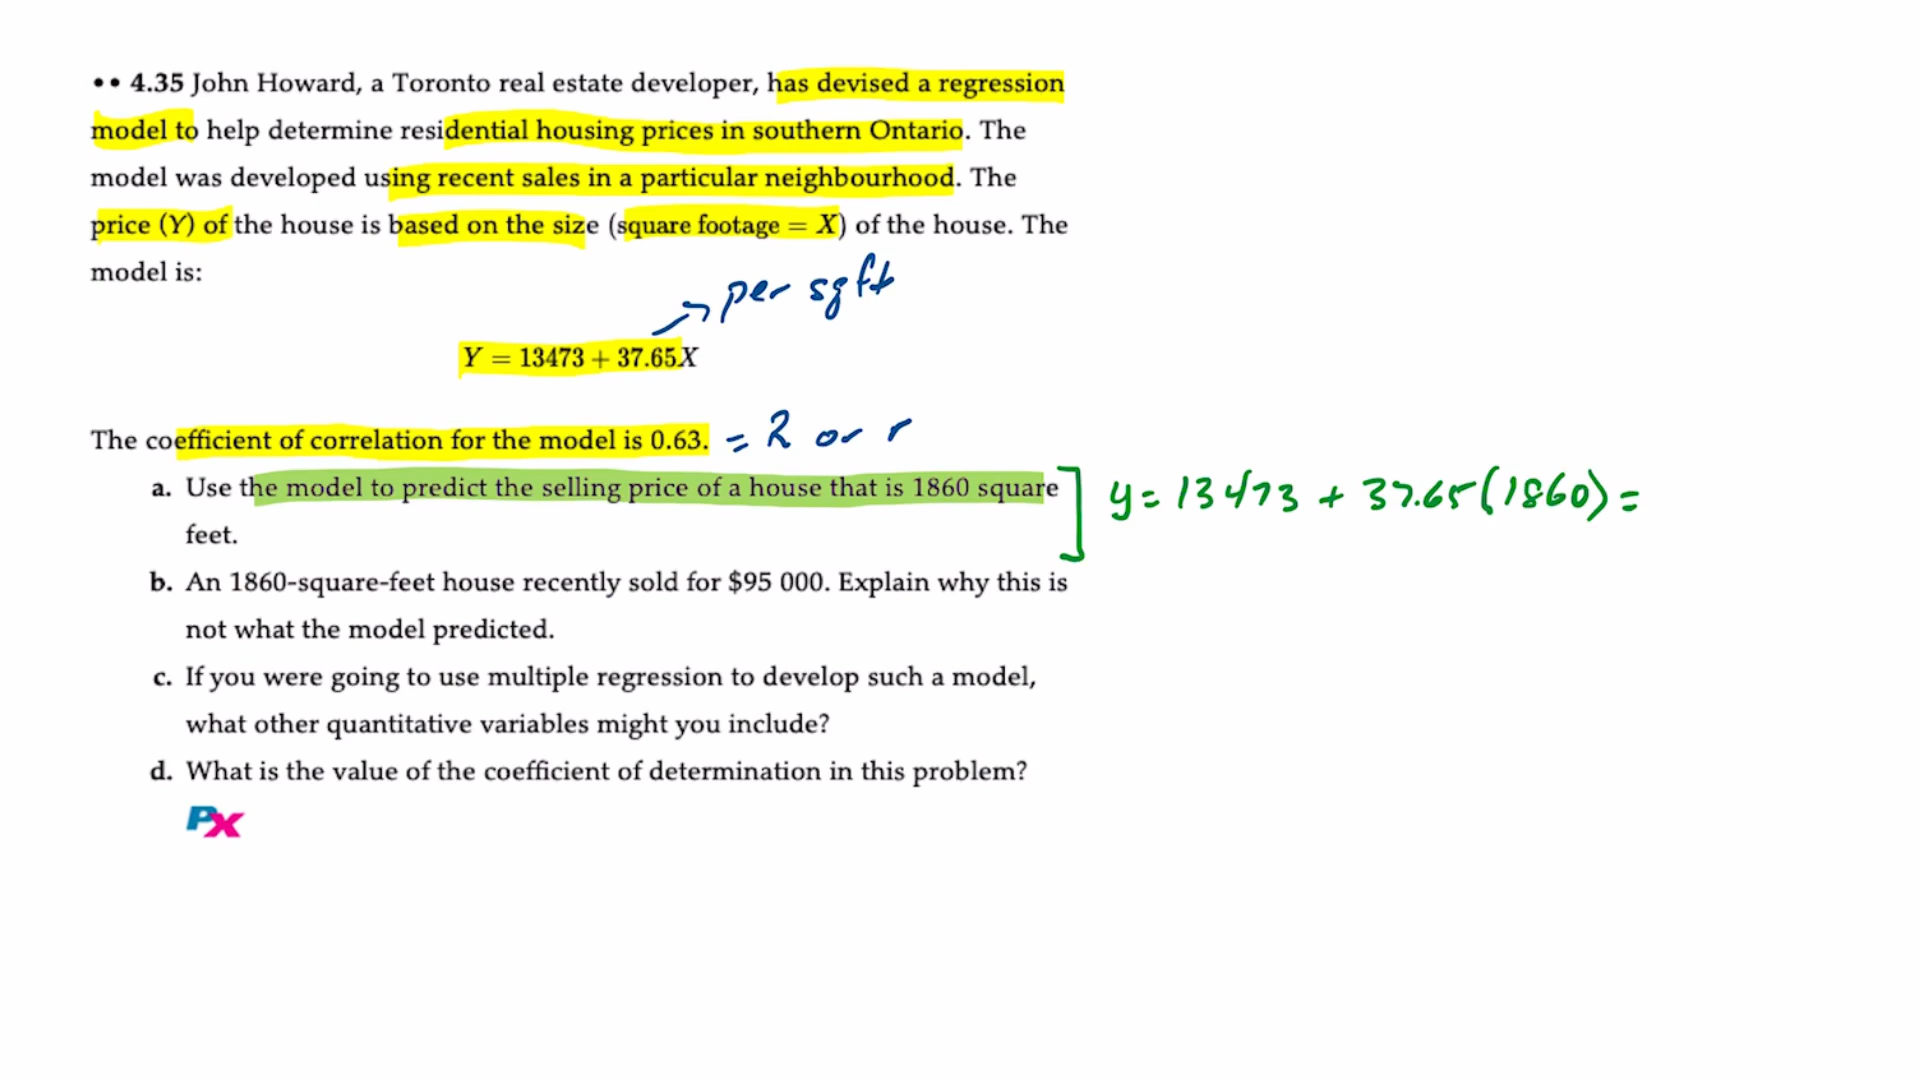 •• 4.35 John Howard, a Toronto real estate developer, has devised a regression
model to help determine residential housing prices in southern Ontario. The
model was developed using recent sales in a particular neighbourhood. The
price (Y) of the house is based on the size (square footage = X) of the house. The
model is:
per sqft
Y = 13473 + 37.65X
The coefficient of correlation for the model is 0.63. = R or r
a. Use the model to predict the selling price of a house that is 1860 square
feet.
y = 13473 + 37.65(1860) =
b. An 1860-square-feet house recently sold for $95 000. Explain why this is
not what the model predicted.
c. If you were going to use multiple regression to develop such a model,
what other quantitative variables might you include?
d. What is the value of the coefficient of determination in this problem?
PX